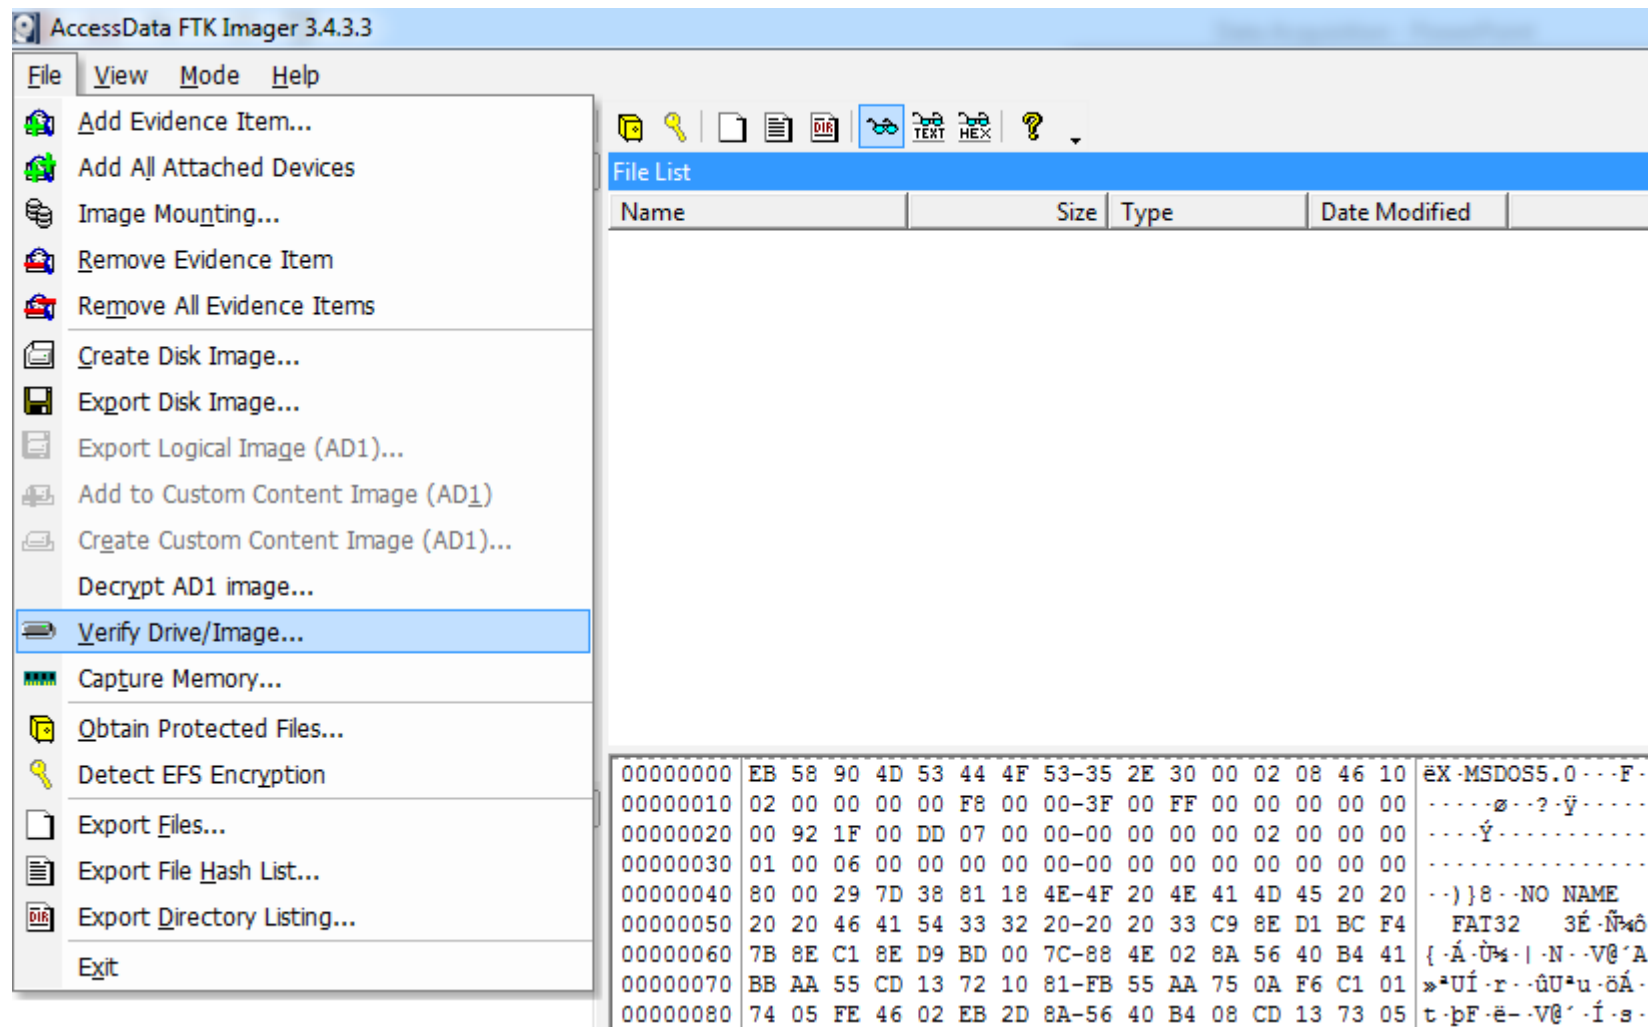 AccessData FTK Imager 3.4.3.3
File View Mode Help
Add Evidence Item...
Add All Attached Devices
Image Mounting...
Remove Evidence Item
Remove All Evidence Items
Create Disk Image...
Export Disk Image...
Export Logical Image (AD1)...
Add to Custom Content Image (AD1)
Create Custom Content Image (AD1)...
Decrypt AD1 image...
Verify Drive/Image...
Capture Memory...
Obtain Protected Files...
Detect EFS Encryption
Export Files...
Export File Hash List...
Export Directory Listing...
Exit
DIR TEXT HEX ?
File List
Name Size Type Date Modified
00000000 EB 58 90 4D 53 44 4F 53-35 2E 30 00 02 08 46 10 ëX·MSDOS5.0···F·
00000010 02 00 00 00 00 F8 00 00-3F 00 FF 00 00 00 00 00 ·····ø··?·ÿ·····
00000020 00 92 1F 00 DD 07 00 00-00 00 00 00 02 00 00 00 ····Ý···········
00000030 01 00 06 00 00 00 00 00-00 00 00 00 00 00 00 00 ················
00000040 80 00 29 7D 38 81 18 4E-4F 20 4E 41 4D 45 20 20 ··)}8··NO NAME
00000050 20 20 46 41 54 33 32 20-20 20 33 C9 8E D1 BC F4 FAT32 3É·Ñ¼ô
00000060 7B 8E C1 8E D9 BD 00 7C-88 4E 02 8A 56 40 B4 41 {·Á·Ù½·|·N··V@´A
00000070 BB AA 55 CD 13 72 10 81-FB 55 AA 75 0A F6 C1 01 »ªUÍ·r··ûUªu·öÁ·
00000080 74 05 FE 46 02 EB 2D 8A-56 40 B4 08 CD 13 73 05 t·þF·ë-·V@´·Í·s·